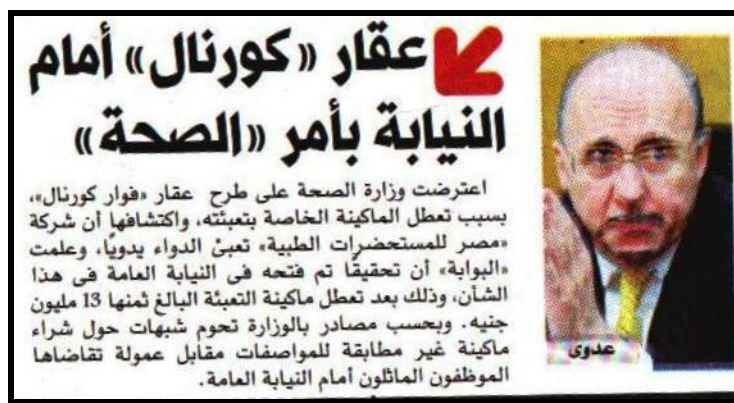 عقار «كورنال» أمام
النيابة بأمر «الصحة»
اعترضت وزارة الصحة على طرح عقار «فوار كورنال»،
بسبب تعطل الماكينة الخاصة بتعبئته، واكتشافها أن شركة
«مصر للمستحضرات الطبية» تعبئ الدواء يدويا، وعلمت
«البوابة» أن تحقيقًا تم فتحه فى النيابة العامة فى هذا
الشأن، وذلك بعد تعطل ماكينة التعبئة البالغ ثمنها 13 مليون
جنيه. وبحسب مصادر بالوزارة تحوم شبهات حول شراء
ماكينة غير مطابقة للمواصفات مقابل عمولة تقاضاها
الموظفون الماثلون أمام النيابة العامة.
عدوى